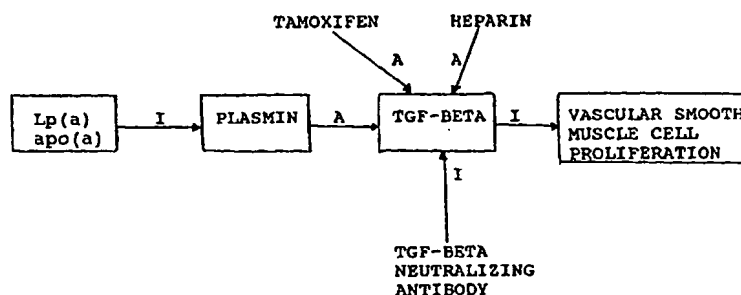 TAMOXIFEN HEPARIN
A A
Lp(a) I PLASMIN A TGF-BETA I VASCULAR SMOOTH
apo(a) MUSCLE CELL
PROLIFERATION
I
TGF-BETA
NEUTRALIZING
ANTIBODY